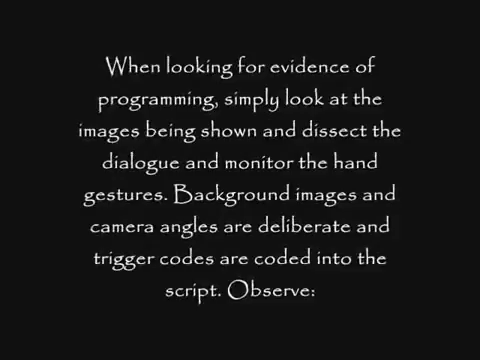 When looking for evidence of
programming, simply look at the
images being shown and dissect the
dialogue and monitor the hand
gestures. Background images and
camera angles are deliberate and
trigger codes are coded into the
script. Observe: